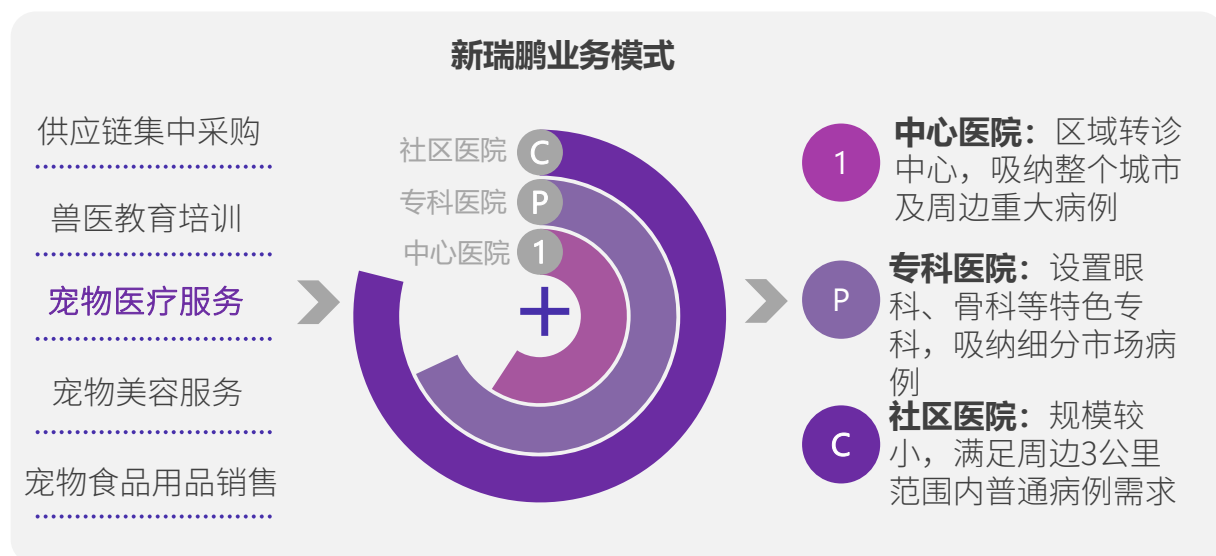 新瑞鹏业务模式
供应链集中采购
兽医教育培训
宠物医疗服务
宠物美容服务
宠物食品用品销售
社区医院 C
专科医院 P
中心医院 1
1
中心医院：区域转诊
中心，吸纳整个城市
及周边重大病例
P
专科医院：设置眼
科、骨科等特色专
科，吸纳细分市场病
例
C
社区医院：规模较
小，满足周边3公里
范围内普通病例需求